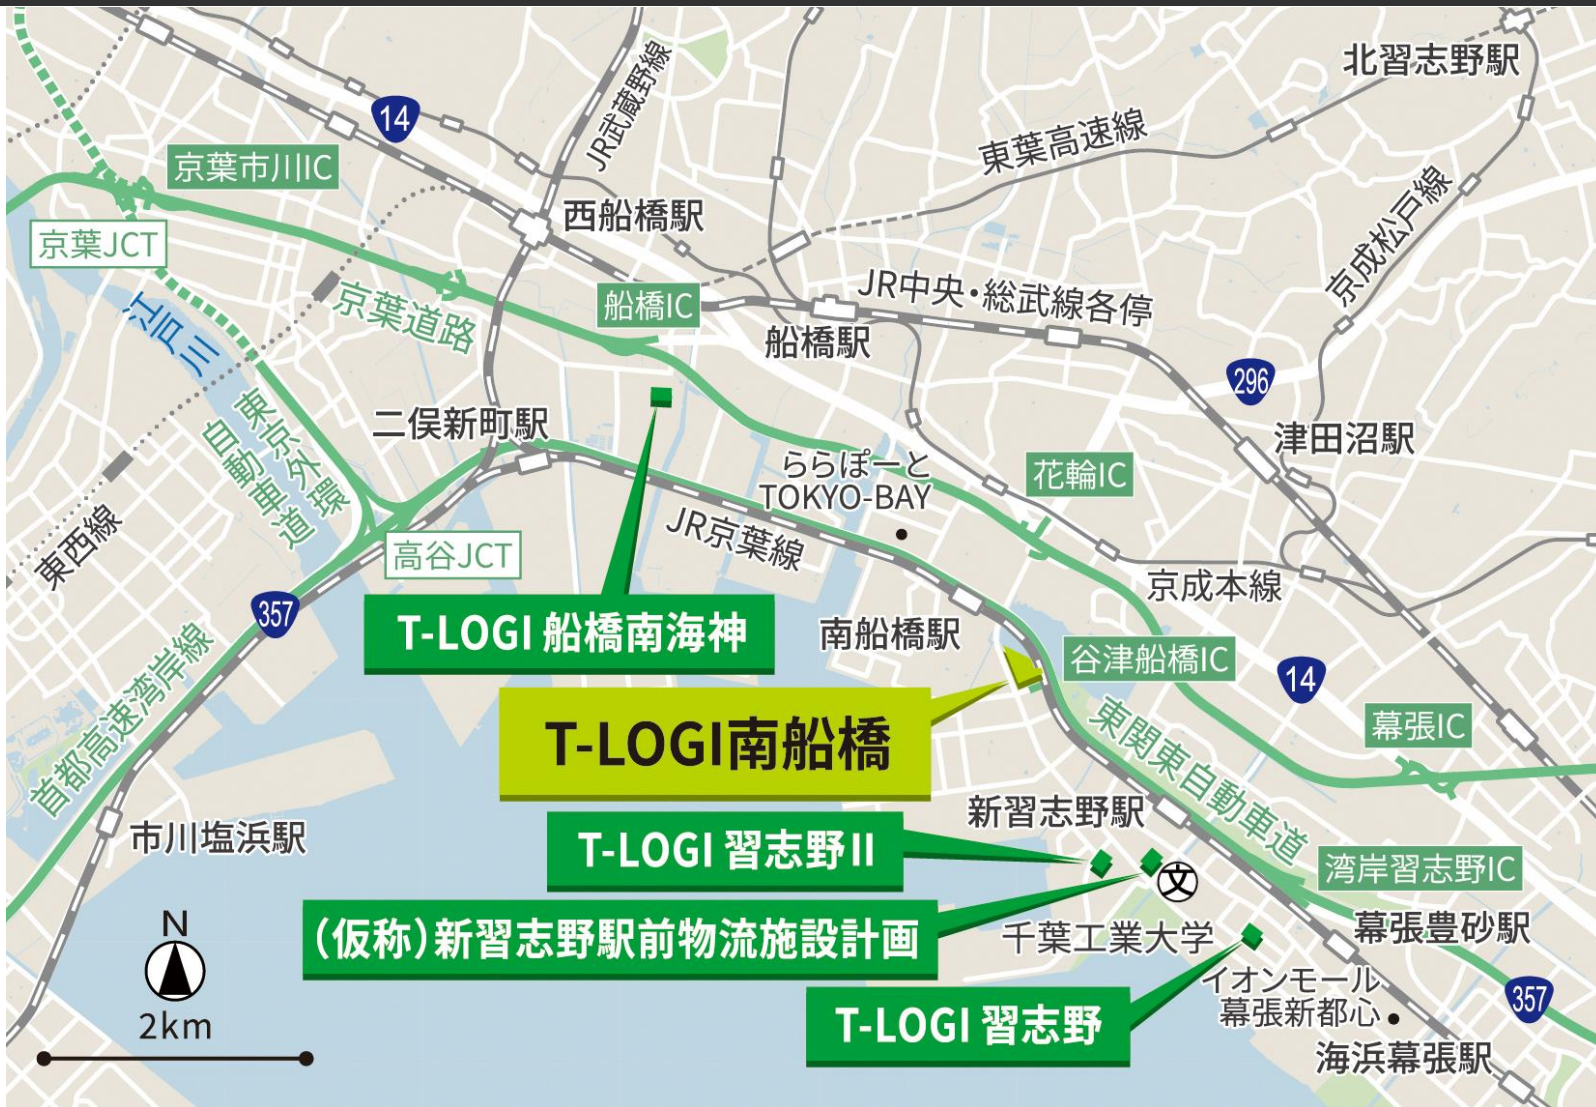 北習志野駅
14
JR武蔵野線
東葉高速線
京葉市川IC
西船橋駅
京葉JCT
京成松戸線
江戸川
京葉道路
船橋IC
JR中央・総武線各停
船橋駅
296
二俣新町駅
東京外環
自動車道
津田沼駅
ららぽーと
TOKYO-BAY
花輪IC
東西線
JR京葉線
高谷JCT
京成本線
357
T-LOGI 船橋南海神
南船橋駅
谷津船橋IC
14
首都高速湾岸線
T-LOGI南船橋
東関東自動車道
幕張IC
新習志野駅
市川塩浜駅
T-LOGI 習志野II
湾岸習志野IC
文
N
(仮称)新習志野駅前物流施設計画
千葉工業大学
幕張豊砂駅
イオンモール
幕張新都心
357
2km
T-LOGI 習志野
海浜幕張駅